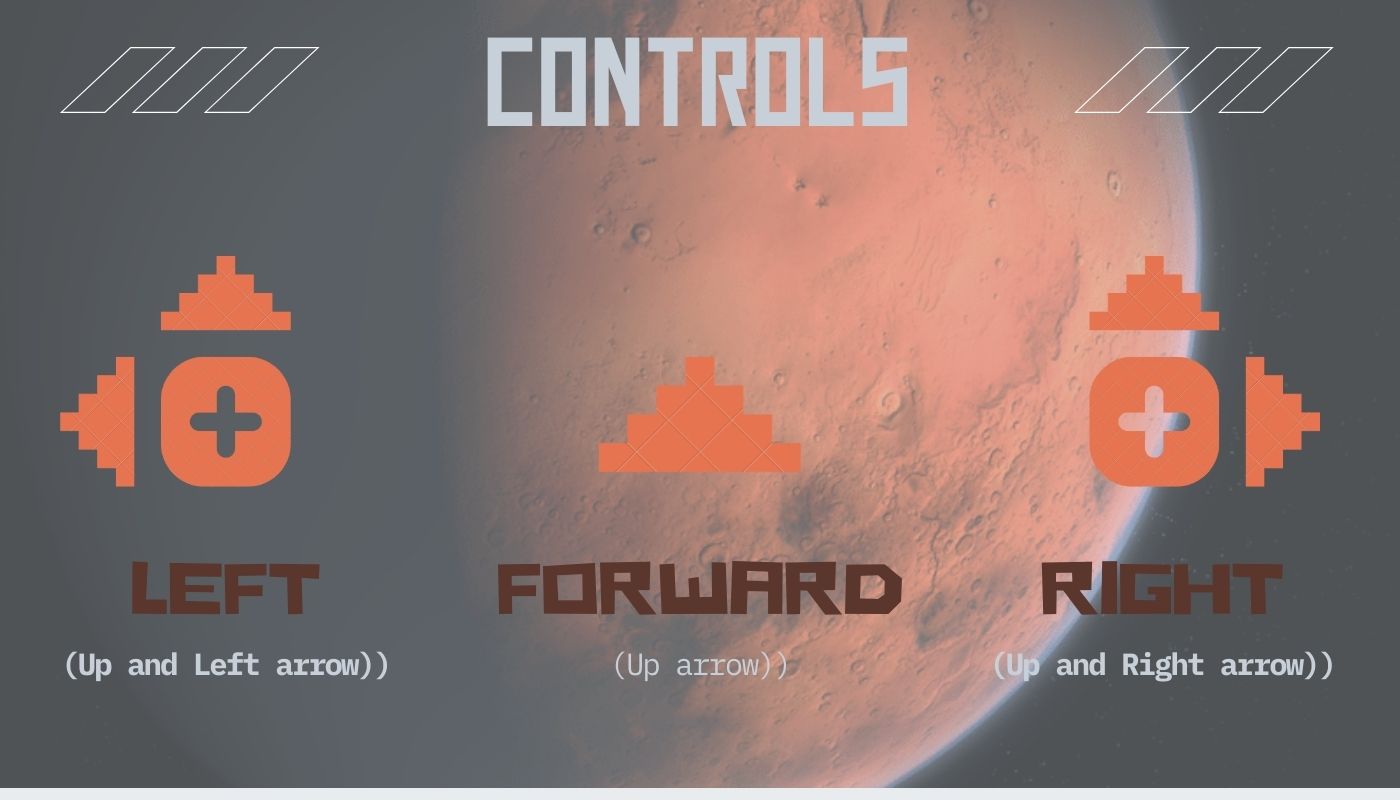 CONTROLS
LEFT
FORWARD
RIGHT
(Up and Left arrow))
(Up arrow))
(Up and Right arrow))